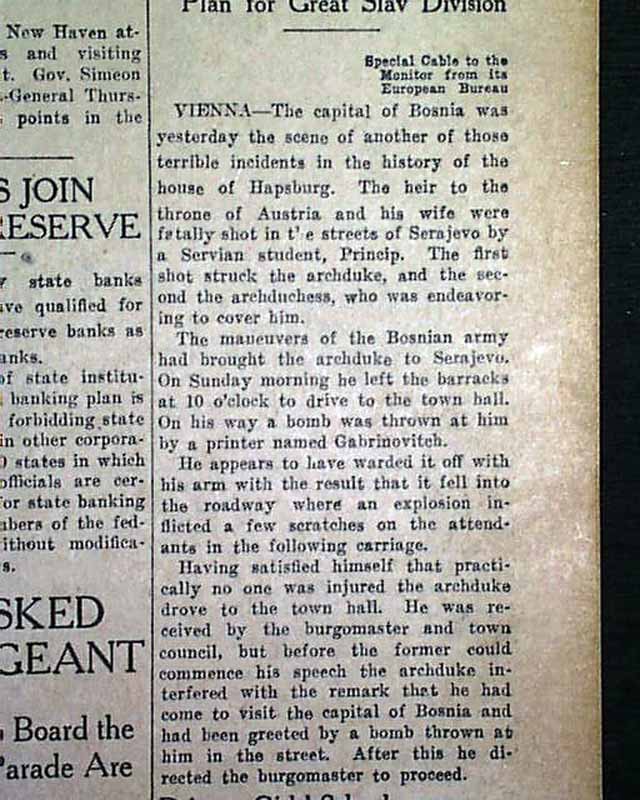 New Haven at-
and visiting
t. Gov. Simeon
-General Thurs-
points in the
S JOIN
RESERVE
state banks
ve qualified for
reserve banks as
anks.
of state institu-
banking plan is
forbidding state
in other corpora-
0 states in which
officials are cer-
for state banking
mbers of the fed-
ithout modifica-
s.
SKED
GEANT
Board the
Parade Are
Plan for Great Slav Division
Special Cable to the
Monitor from its
European Bureau
VIENNA—The capital of Bosnia was
yesterday the scene of another of those
terrible incidents in the history of the
house of Hapsburg. The heir to the
throne of Austria and his wife were
fatally shot in t'e streets of Serajevo by
a Servian student, Princip. The first
shot struck the archduke, and the sec-
ond the archduchess, who was endeavor-
ing to cover him.
The maneuvers of the Bosnian army
had brought the archduke to Serajevo.
On Sunday morning he left the barracks
at 10 o'clock to drive to the town hall.
On his way a bomb was thrown at him
by a printer named Gabrinovitch.
He appears to have warded it off with
his arm with the result that it fell into
the roadway where an explosion in-
flicted a few scratches on the attend-
ants in the following carriage.
Having satisfied himself that practi-
cally no one was injured the archduke
drove to the town hall. He was re-
ceived by the burgomaster and town
council, but before the former could
commence his speech the archduke in-
terfered with the remark that he had
come to visit the capital of Bosnia and
had been greeted by a bomb thrown at
him in the street. After this he di-
rected the burgomaster to proceed.